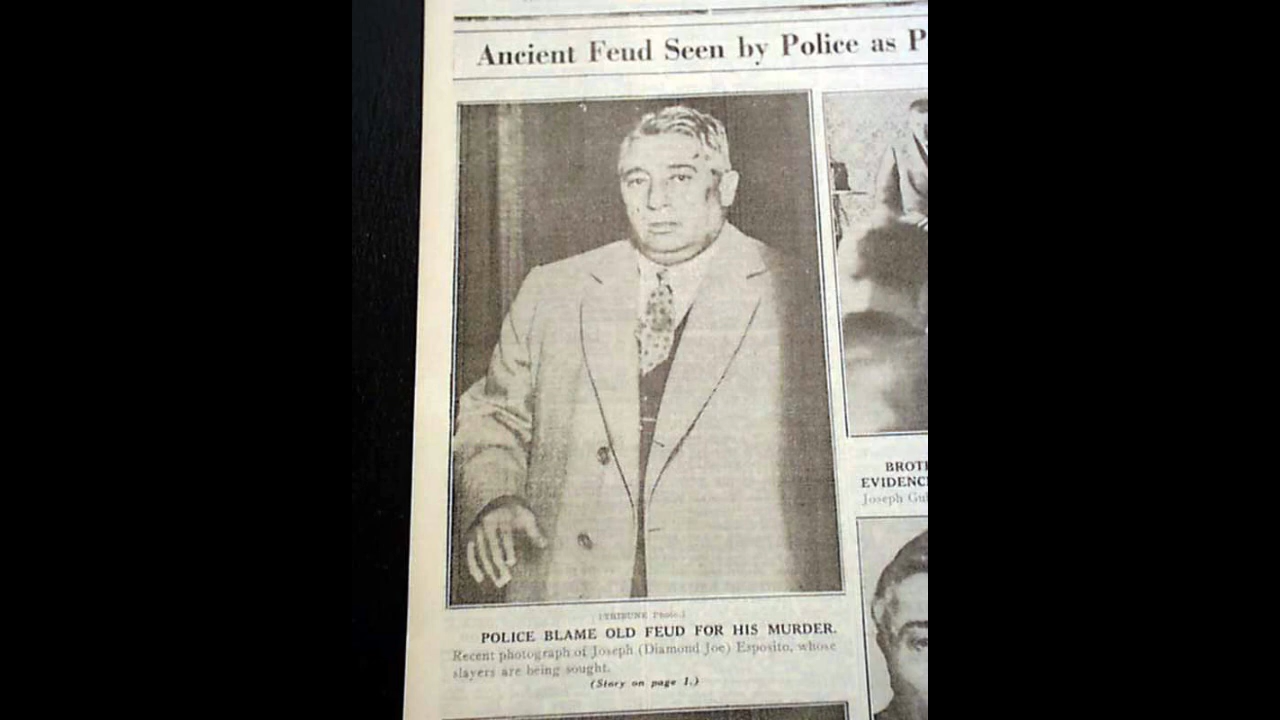 Ancient Feud Seen by Police as P
[TRIBUNE Photo.]
POLICE BLAME OLD FEUD FOR HIS MURDER.
Recent photograph of Joseph (Diamond Joe) Esposito, whose
slayers are being sought.
(Story on page 1.)
BROT
EVIDENC
Joseph Gu